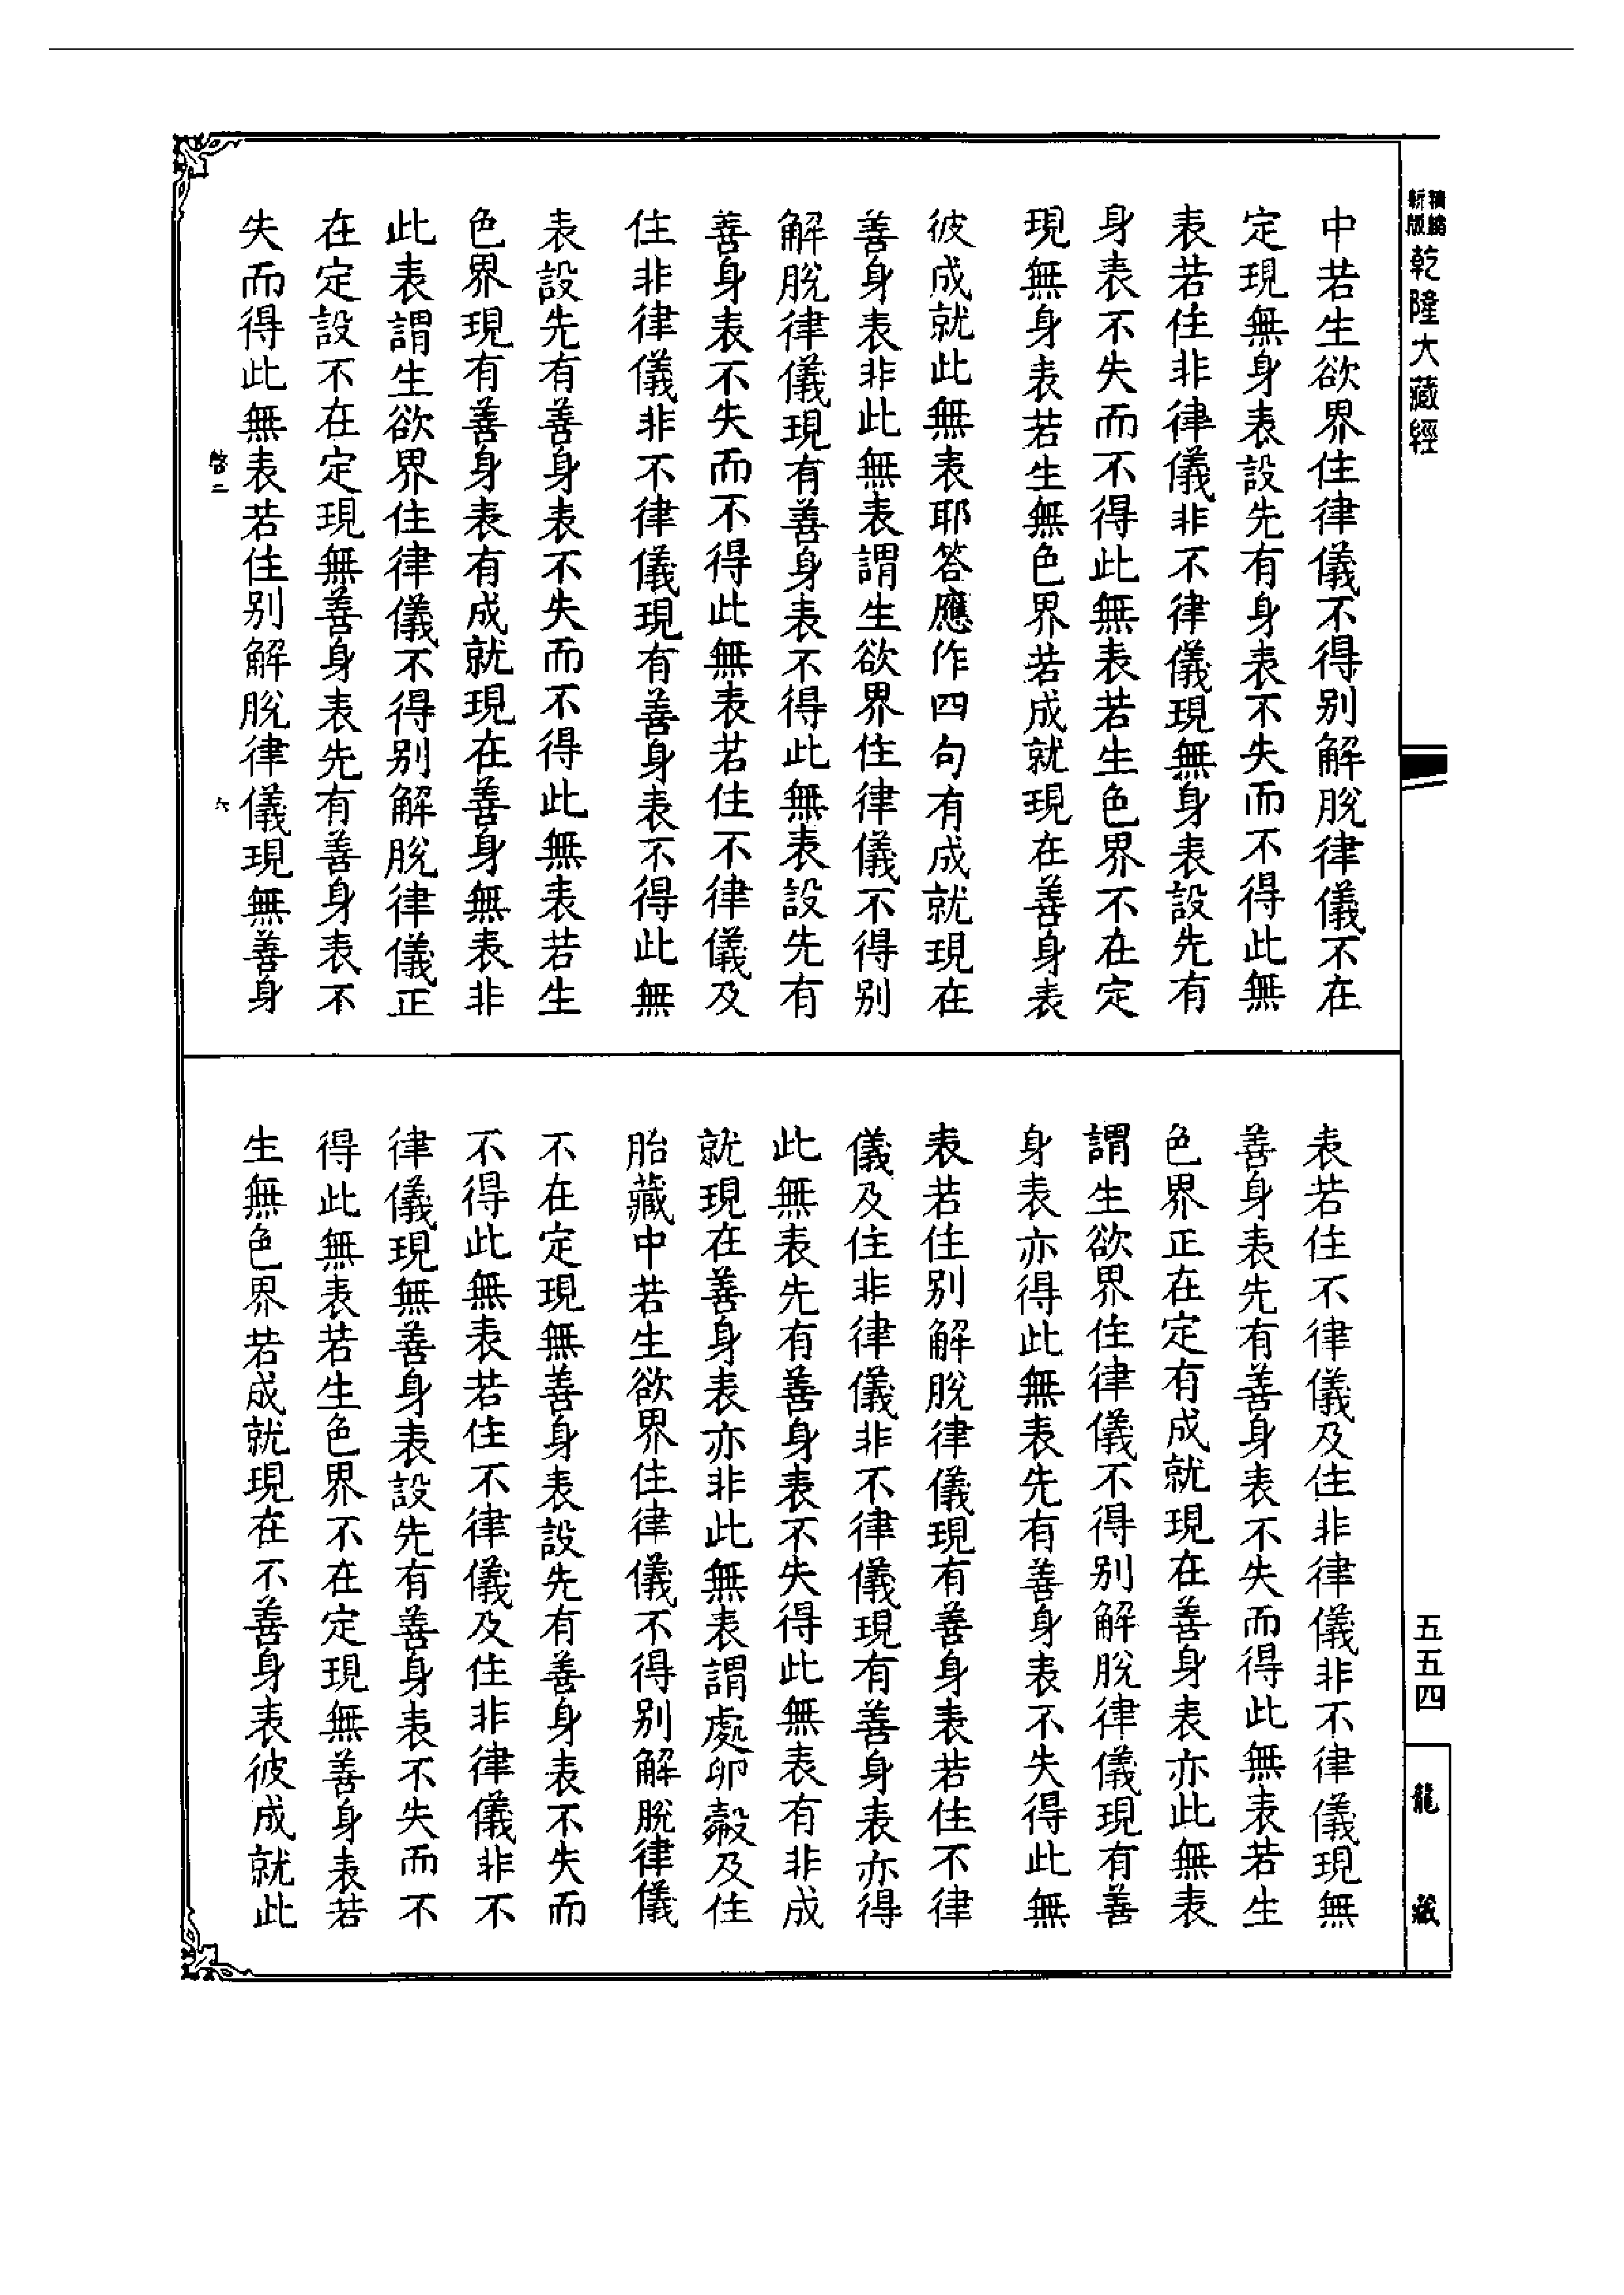 新編
新版
乾隆大藏經
中若生欲界住律儀不得別解脫律儀不在
定現無身表設先有身表不失而不得此無
表若住非律儀非不律儀現無身表設先有
身表不失而不得此無表若生色界不在定
現無身表若生無色界若成就現在善身表
彼成就此無表耶答應作四句有成就現在
善身表非此無表謂生欲界住律儀不得別
解脫律儀現有善身表不得此無表設先有
善身表不失而不得此無表若住不律儀及
住非律儀非不律儀現有善身表不得此無
表設先有善身表不失而不得此無表若生
色界現有善身表有成就現在善身無表非
此表謂生欲界住律儀不得別解脫律儀正
在定設不在定現無善身表先有善身表不
失而得此無表若住別解脫律儀現無善身
啓二
六
表若住不律儀及住非律儀非不律儀現無
善身表先有善身表不失而得此無表若生
色界正在定有成就現在善身表亦此無表
謂生欲界住律儀不得別解脫律儀現有善
身表亦得此無表先有善身表不失得此無
表若住別解脫律儀現有善身表若住不律
儀及住非律儀非不律儀現有善身表亦得
此無表先有善身表不失得此無表有非成
就現在善身表亦非此無表謂處卵㲉及住
胎藏中若生欲界住律儀不得別解脫律儀
不在定現無善身表設先有善身表不失而
不得此無表若住不律儀及住非律儀非不
律儀現無善身表設先有善身表不失而不
得此無表若生色界不在定現無善身表若
生無色界若成就現在不善身表彼成就此
五五四
龍藏